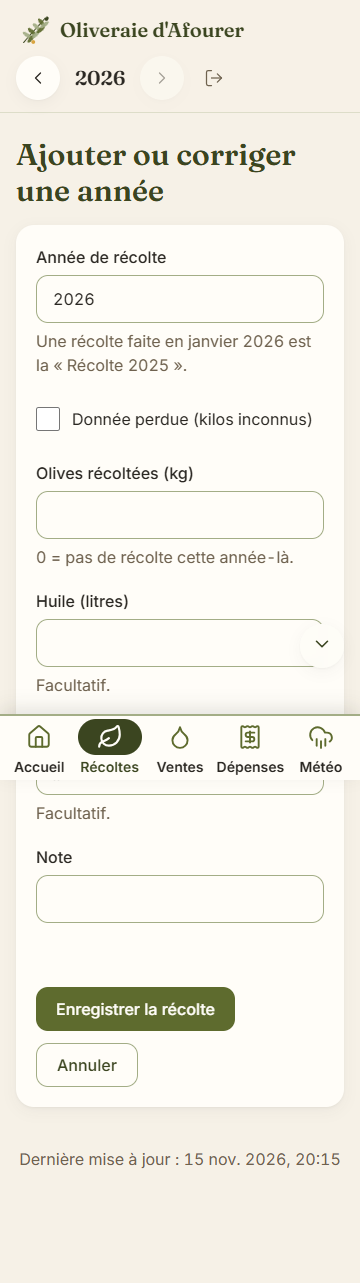 Oliveraie d'Afourer
2026
Ajouter ou corriger
une année
Année de récolte
2026
Une récolte faite en janvier 2026 est
la « Récolte 2025 ».
Donnée perdue (kilos inconnus)
Olives récoltées (kg)
0 = pas de récolte cette année-là.
Huile (litres)
Facultatif.
Accueil Récoltes Ventes Dépenses Météo
Facultatif.
Note
Enregistrer la récolte
Annuler
Dernière mise à jour : 15 nov. 2026, 20:15